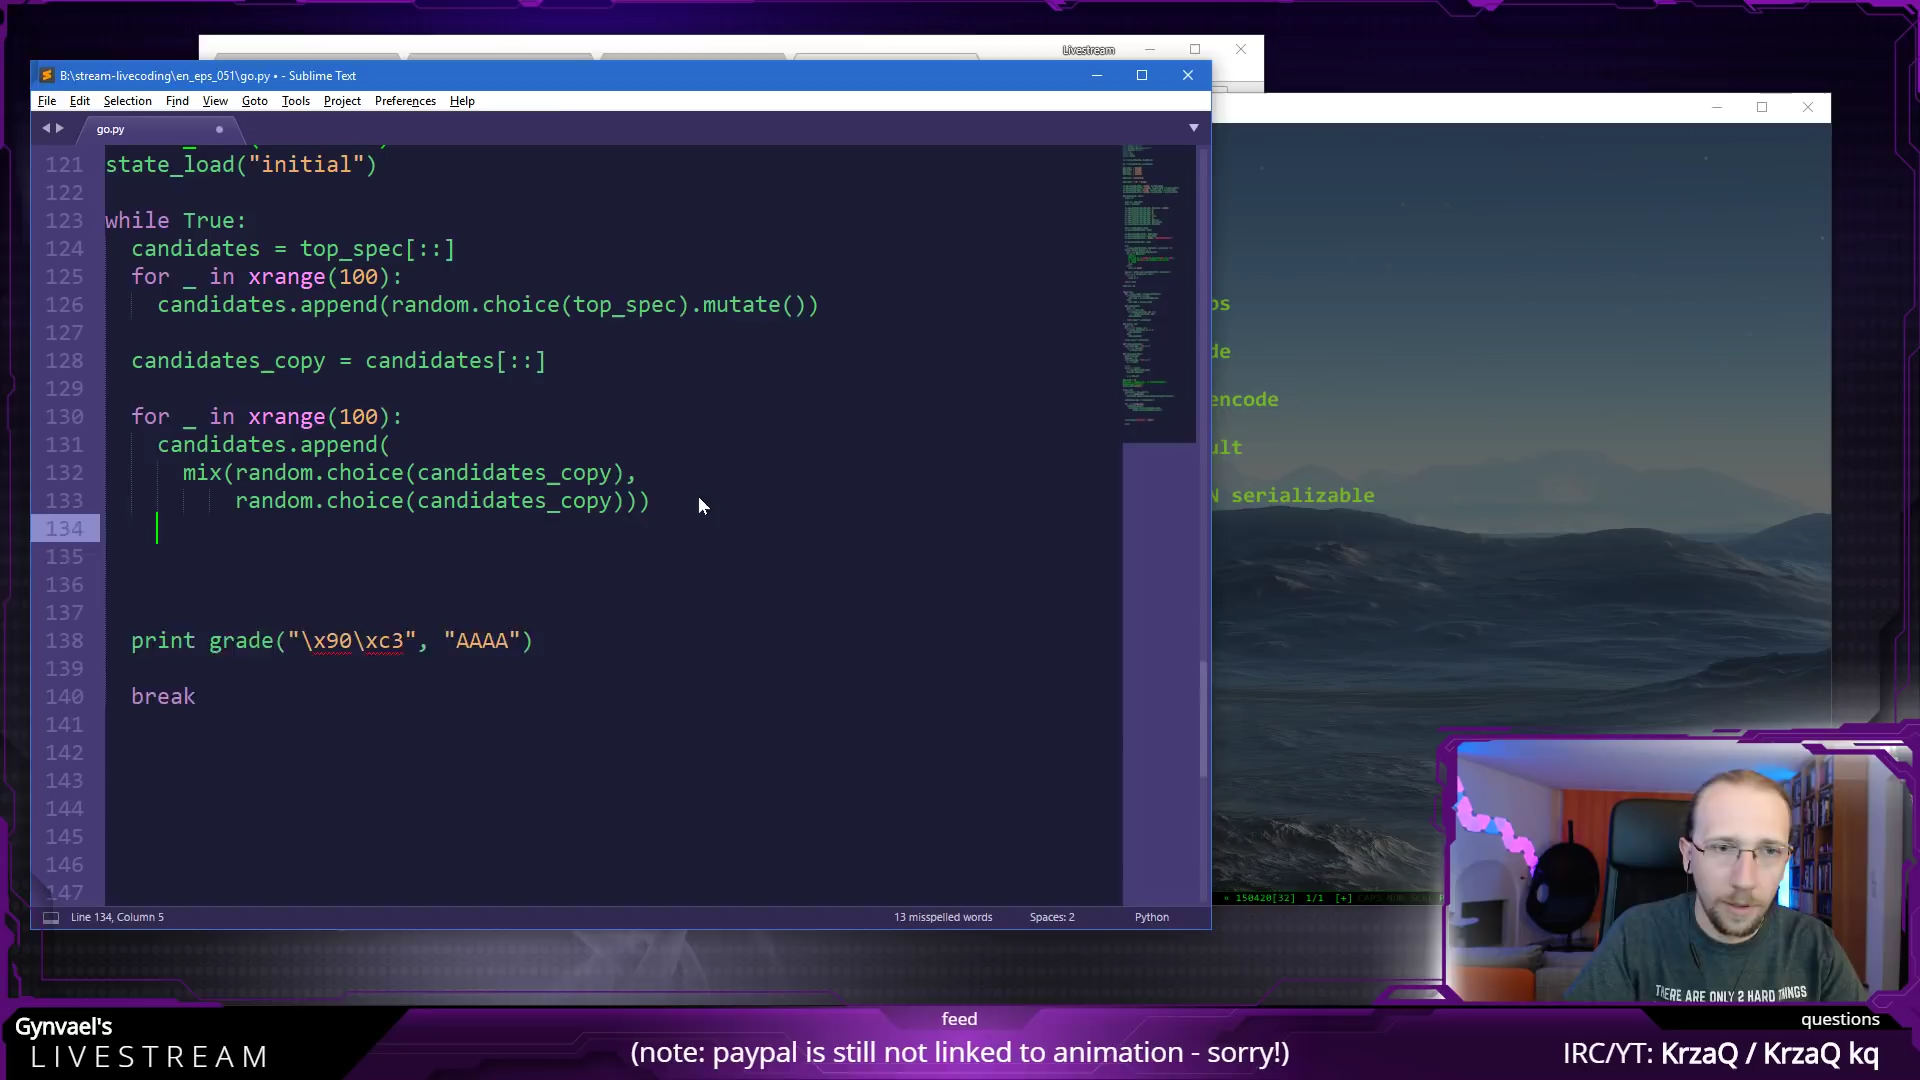 Livestream
B:\stream-livecoding\en_eps_051\go.py • - Sublime Text
File Edit Selection Find View Goto Tools Project Preferences Help
go.py
121 state_load("initial")
122
123 while True:
124 candidates = top_spec[::]
125 for _ in xrange(100):
126 candidates.append(random.choice(top_spec).mutate())
127
128 candidates_copy = candidates[::]
129
130 for _ in xrange(100):
131 candidates.append(
132 mix(random.choice(candidates_copy),
133 random.choice(candidates_copy)))
134
135
136
137
138 print grade("\x90\xc3", "AAAA")
139
140 break
141
142
143
144
145
146
147
Line 134, Column 5
13 misspelled words
Spaces: 2
Python
encode
serializable
« 150420[32] 1/1 [+]
THERE ARE ONLY 2 HARD THINGS
Gynvael's
LIVESTREAM
feed
(note: paypal is still not linked to animation - sorry!)
questions
IRC/YT: KrzaQ / KrzaQ kq